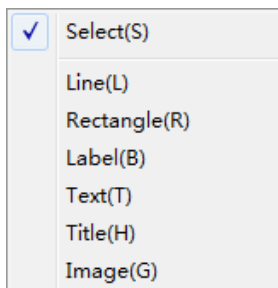 Select(S)
Line(L)
Rectangle(R)
Label(B)
Text(T)
Title(H)
Image(G)